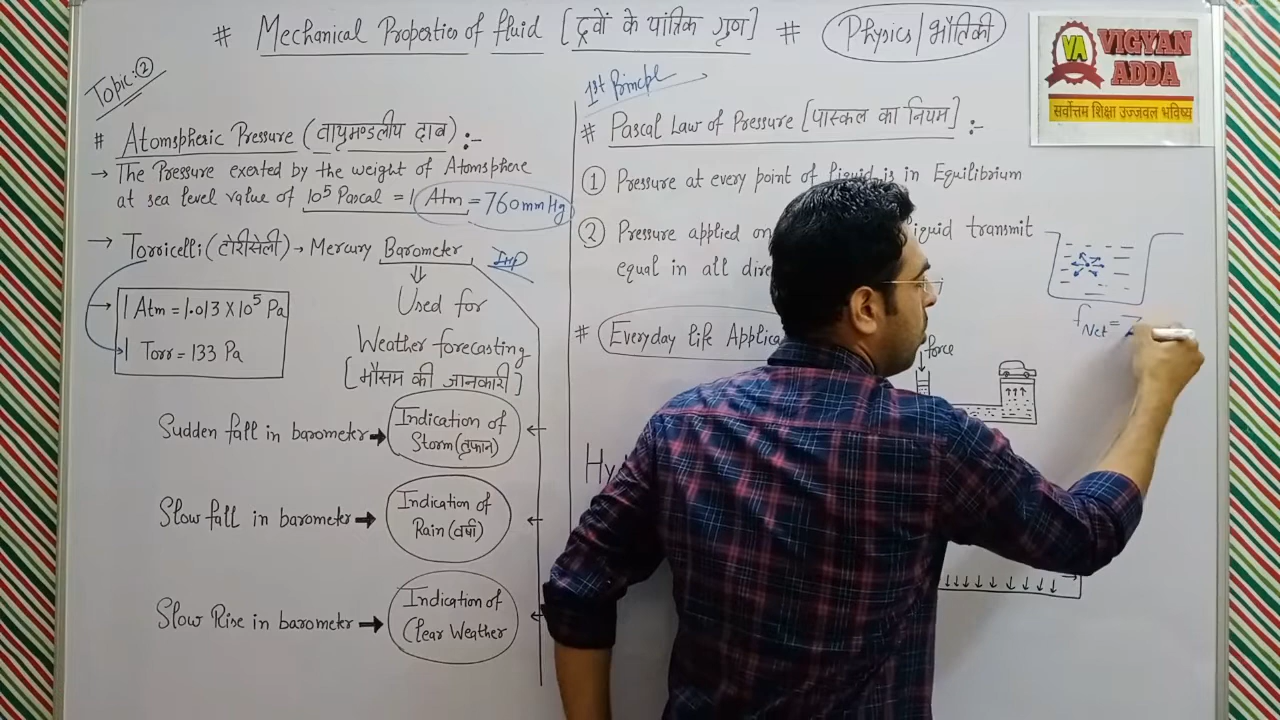 # Mechanical Properties of fluid [द्रवों के यांत्रिक गुण] # Physics/भौतिकी
VA VIGYAN
ADDA
सर्वोत्तम शिक्षा उज्जवल भविष्य
Topic:②
# Atomspheric Pressure (वायुमण्डलीय दाब) :-
→ The Pressure exerted by the weight of Atomsphere
at sea level value of 10⁵ Pascal = 1 Atm = 760mmHg
→ Torricelli (टोरीसेली) → Mercury Barometer IMP
⇓
Used for
Weather forecasting
[मौसम की जानकारी]
→ 1 Atm = 1.013 X 10⁵ Pa
→ 1 Torr = 133 Pa
Sudden fall in barometer → Indication of
Storm (तूफान)
Slow fall in barometer → Indication of
Rain (वर्षा)
Slow Rise in barometer → Indication of
Clear Weather
1st Principle
# Pascal Law of Pressure [पास्कल का नियम] :-
① Pressure at every point of liquid is in Equilibrium
② Pressure applied on liquid transmit
equal in all dire
fNet = Z
# Everyday life Applica
force
Hy